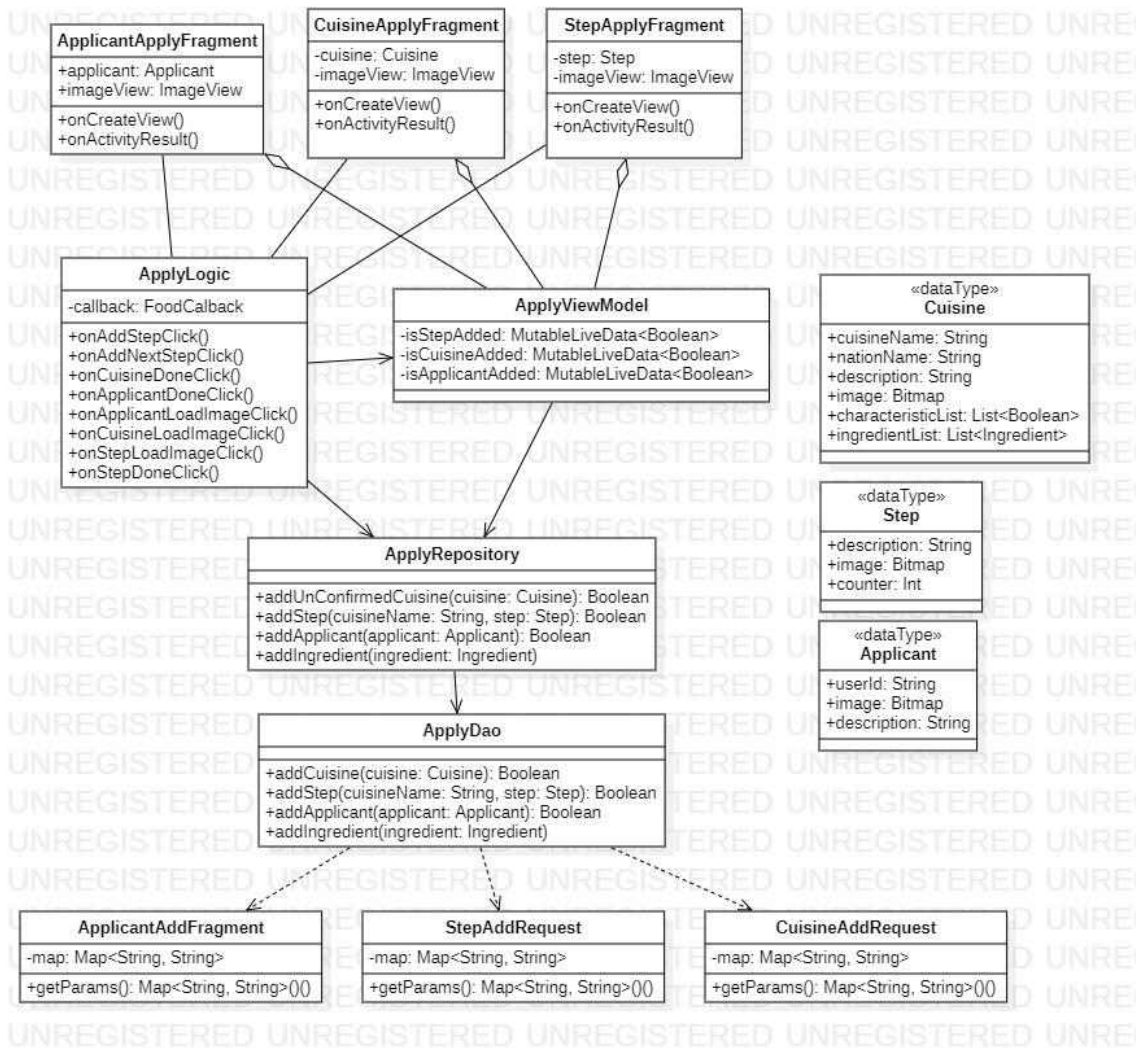 ApplicantApplyFragment
+applicant: Applicant
+imageView: ImageView
+onCreateView()
+onActivityResult()
CuisineApplyFragment
-cuisine: Cuisine
-imageView: ImageView
+onCreateView()
+onActivityResult()
StepApplyFragment
-step: Step
-imageView: ImageView
+onCreateView()
+onActivityResult()
ApplyLogic
-callback: FoodCalback
+onAddStepClick()
+onAddNextStepClick()
+onCuisineDoneClick()
+onApplicantDoneClick()
+onApplicantLoadImageClick()
+onCuisineLoadImageClick()
+onStepLoadImageClick()
+onStepDoneClick()
ApplyViewModel
-isStepAdded: MutableLiveData<Boolean>
-isCuisineAdded: MutableLiveData<Boolean>
-isApplicantAdded: MutableLiveData<Boolean>
«dataType»
Cuisine
+cuisineName: String
+nationName: String
+description: String
+image: Bitmap
+characteristicList: List<Boolean>
+ingredientList: List<Ingredient>
«dataType»
Step
+description: String
+image: Bitmap
+counter: Int
«dataType»
Applicant
+userId: String
+image: Bitmap
+description: String
ApplyRepository
+addUnConfirmedCuisine(cuisine: Cuisine): Boolean
+addStep(cuisineName: String, step: Step): Boolean
+addApplicant(applicant: Applicant): Boolean
+addIngredient(ingredient: Ingredient)
ApplyDao
+addCuisine(cuisine: Cuisine): Boolean
+addStep(cuisineName: String, step: Step): Boolean
+addApplicant(applicant: Applicant): Boolean
+addIngredient(ingredient: Ingredient)
ApplicantAddFragment
-map: Map<String, String>
+getParams(): Map<String, String>()()
StepAddRequest
-map: Map<String, String>
+getParams(): Map<String, String>()()
CuisineAddRequest
-map: Map<String, String>
+getParams(): Map<String, String>()()
UNREGISTERED